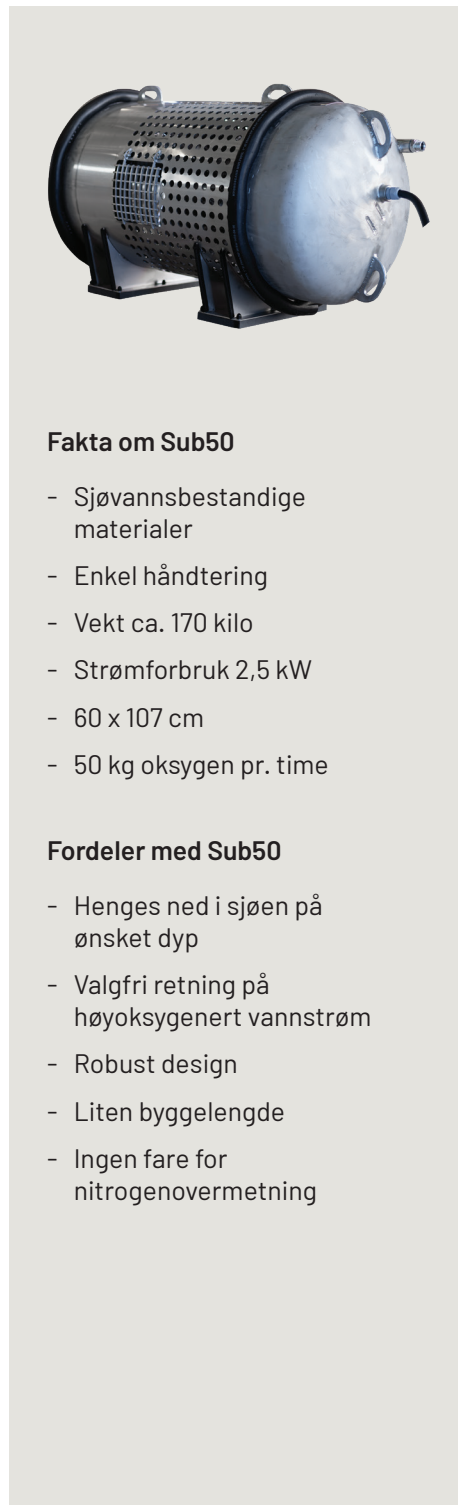 Fakta om Sub50
- Sjøvannsbestandige
materialer
- Enkel håndtering
- Vekt ca. 170 kilo
- Strømforbruk 2,5 kW
- 60 x 107 cm
- 50 kg oksygen pr. time
Fordeler med Sub50
- Henges ned i sjøen på
ønsket dyp
- Valgfri retning på
høyoksygenert vannstrøm
- Robust design
- Liten byggelengde
- Ingen fare for
nitrogenovermetning